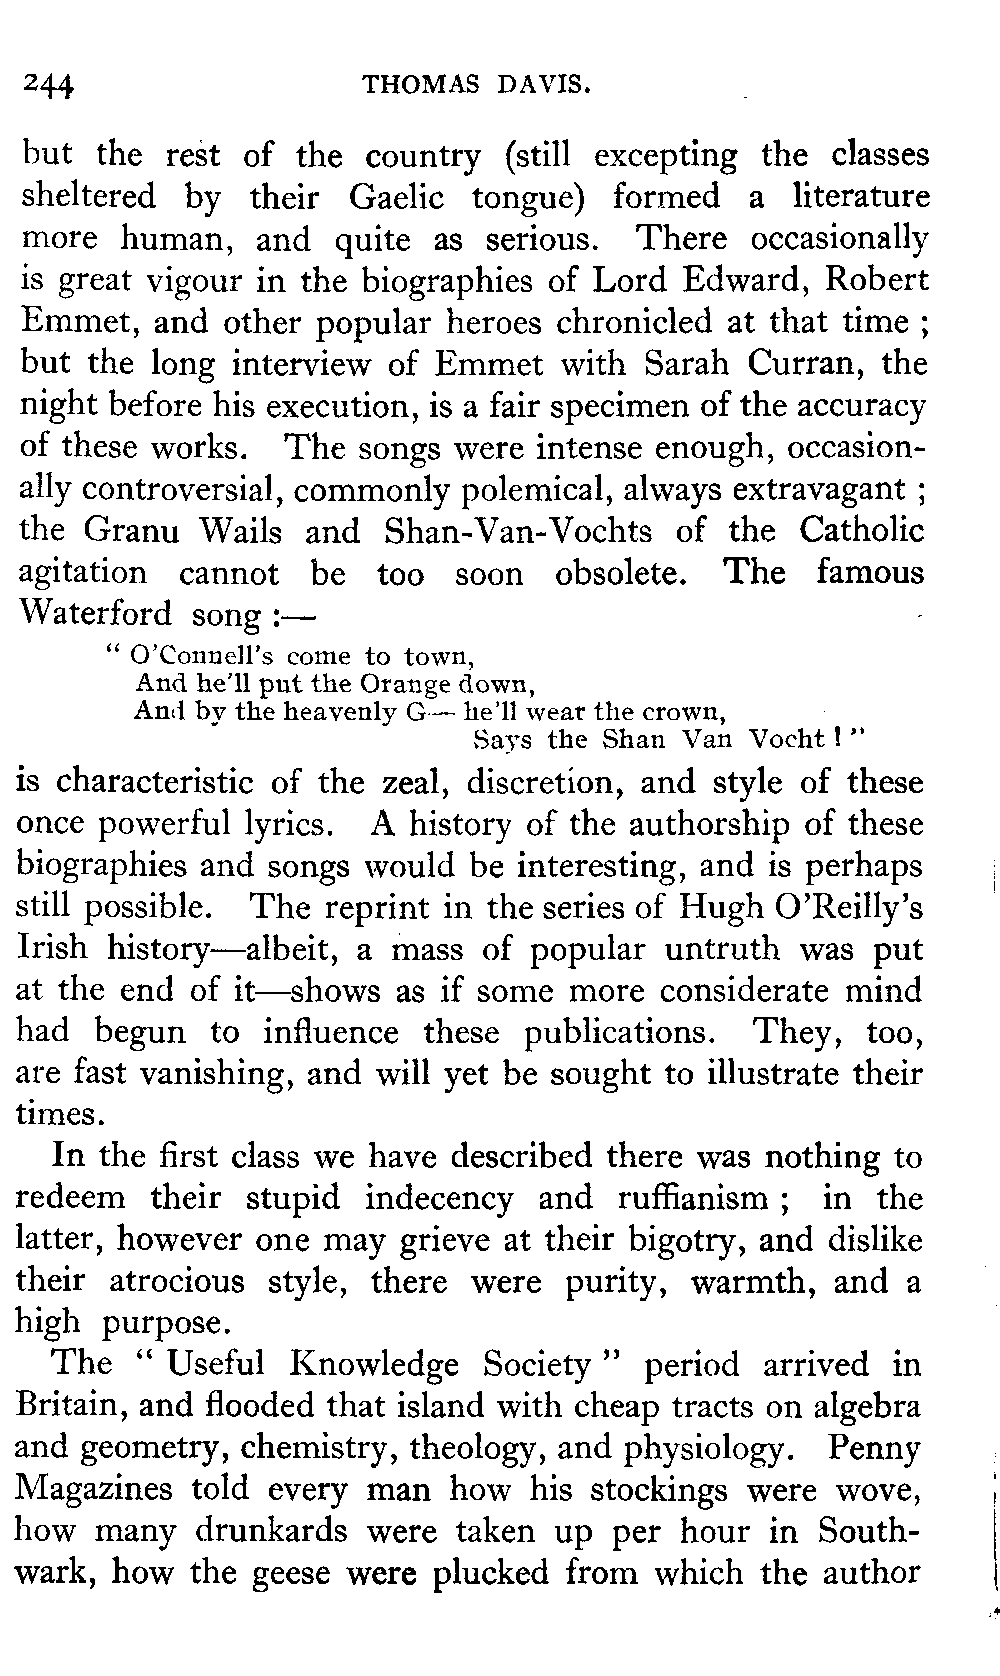 244 THOMAS DAVIS.
but the rest of the country (still excepting the classes
sheltered by their Gaelic tongue) formed a literature
more human, and quite as serious. There occasionally
is great vigour in the biographies of Lord Edward, Robert
Emmet, and other popular heroes chronicled at that time ;
but the long interview of Emmet with Sarah Curran, the
night before his execution, is a fair specimen of the accuracy
of these works. The songs were intense enough, occasion-
ally controversial, commonly polemical, always extravagant ;
the Granu Wails and Shan-Van-Vochts of the Catholic
agitation cannot be too soon obsolete. The famous
Waterford song :—
“ O’Connell’s come to town,
And he’ll put the Orange down,
And by the heavenly G— he’ll wear the crown,
Says the Shan Van Vocht ! ”
is characteristic of the zeal, discretion, and style of these
once powerful lyrics. A history of the authorship of these
biographies and songs would be interesting, and is perhaps
still possible. The reprint in the series of Hugh O’Reilly’s
Irish history—albeit, a mass of popular untruth was put
at the end of it—shows as if some more considerate mind
had begun to influence these publications. They, too,
are fast vanishing, and will yet be sought to illustrate their
times.
In the first class we have described there was nothing to
redeem their stupid indecency and ruffianism ; in the
latter, however one may grieve at their bigotry, and dislike
their atrocious style, there were purity, warmth, and a
high purpose.
The “ Useful Knowledge Society ” period arrived in
Britain, and flooded that island with cheap tracts on algebra
and geometry, chemistry, theology, and physiology. Penny
Magazines told every man how his stockings were wove,
how many drunkards were taken up per hour in South-
wark, how the geese were plucked from which the author